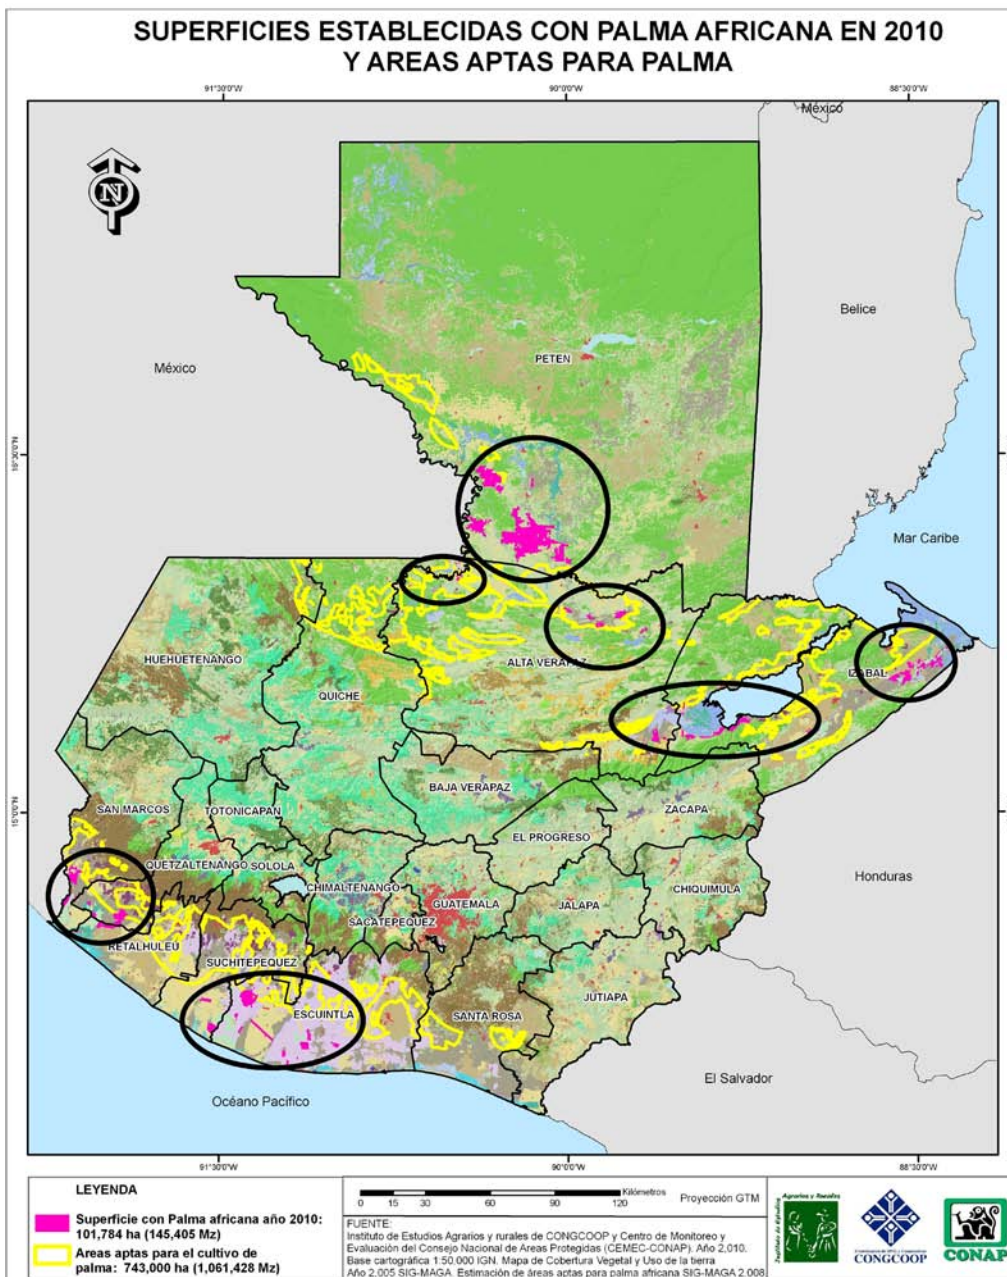 SUPERFICIES ESTABLECIDAS CON PALMA AFRICANA EN 2010
Y AREAS APTAS PARA PALMA
91°30'0"W
90°0'0"W
88°30'0"W
México
N
Belice
PETEN
México
Mar Caribe
HUEHUETENANGO
ALTA VERAPAZ
IZABAL
QUICHE
BAJA VERAPAZ
SAN MARCOS
TOTONICAPAN
ZACAPA
EL PROGRESO
QUETZALTENANGO
SOLOLA
CHIMALTENANGO
CHIQUIMULA
Honduras
GUATEMALA
JALAPA
SACATEPEQUEZ
RETALHULEU
SUCHITEPEQUEZ
JUTIAPA
ESCUINTLA
SANTA ROSA
El Salvador
Océano Pacífico
15°0'0"N
91°30'0"W
90°0'0"W
88°30'0"W
LEYENDA
Superficie con Palma africana año 2010:
101,784 ha (145,405 Mz)
Areas aptas para el cultivo de
palma: 743,000 ha (1,061,428 Mz)
Kilómetros
0 15 30 60 90 120
Proyección GTM
FUENTE:
Instituto de Estudios Agrarios y rurales de CONGCOOP y Centro de Monitoreo y
Evaluación del Consejo Nacional de Areas Protegidas (CEMEC-CONAP). Año 2,010.
Base cartográfica 1:50,000 IGN. Mapa de Cobertura Vegetal y Uso de la tierra
Año 2,005 SIG-MAGA. Estimación de áreas aptas para palma africana SIG-MAGA 2,008
Instituto de Estudios
Agrarios y Rurales
CONGCOOP
CONAP